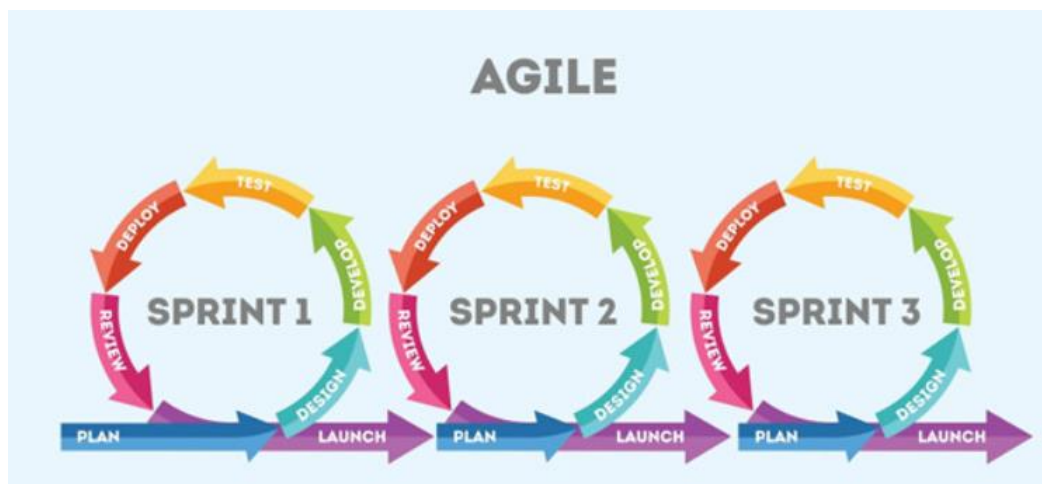 AGILE
SPRINT 1
PLAN
DESIGN
DEVELOP
TEST
DEPLOY
REVIEW
LAUNCH
SPRINT 2
PLAN
DESIGN
DEVELOP
TEST
DEPLOY
REVIEW
LAUNCH
SPRINT 3
PLAN
DESIGN
DEVELOP
TEST
DEPLOY
REVIEW
LAUNCH